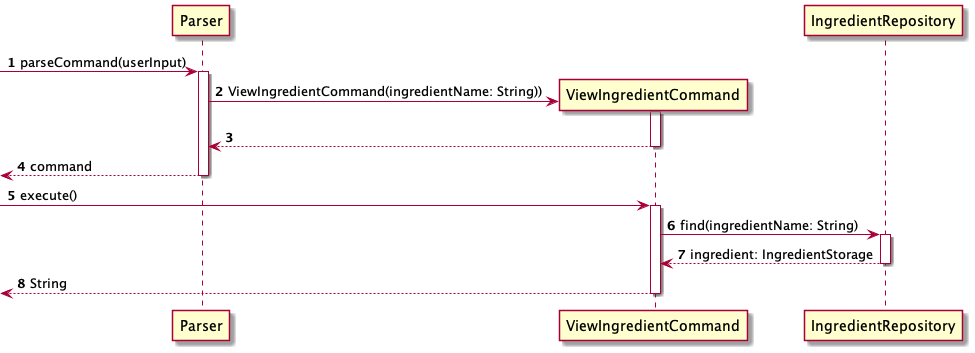 Parser
IngredientRepository
1 parseCommand(userInput)
2 ViewIngredientCommand(ingredientName: String))
ViewIngredientCommand
3
4 command
5 execute()
6 find(ingredientName: String)
7 ingredient: IngredientStorage
8 String
Parser
ViewIngredientCommand
IngredientRepository